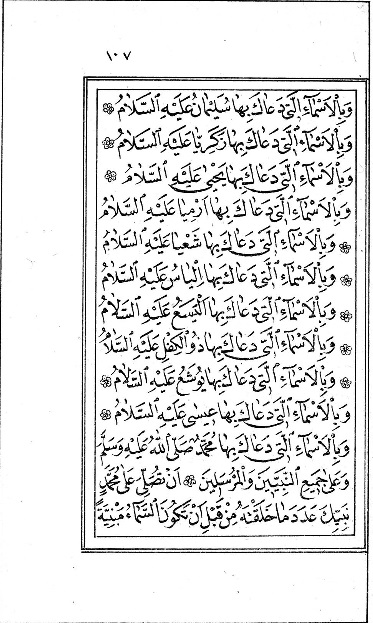 ١٠٧
وَبِالْاَسْمَاءِ الَّتِى دَعَاكَ بِهَا سُلَيْمَانُ عَلَيْهِ السَّلَامُ
وَبِالْاَسْمَاءِ الَّتِى دَعَاكَ بِهَا زَكَرِيَّا عَلَيْهِ السَّلَامُ
وَبِالْاَسْمَاءِ الَّتِى دَعَاكَ بِهَا يَحْيٰى عَلَيْهِ السَّلَامُ
وَبِالْاَسْمَاءِ الَّتِى دَعَاكَ بِهَا اَرْمِيَا عَلَيْهِ السَّلَامُ
وَبِالْاَسْمَاءِ الَّتِى دَعَاكَ بِهَا شَعْيَا عَلَيْهِ السَّلَامُ
وَبِالْاَسْمَاءِ الَّتِى دَعَاكَ بِهَا اِلْيَاسُ عَلَيْهِ السَّلَامُ
وَبِالْاَسْمَاءِ الَّتِى دَعَاكَ بِهَا الْيَسَعُ عَلَيْهِ السَّلَامُ
وَبِالْاَسْمَاءِ الَّتِى دَعَاكَ بِهَا ذُوالْكِفْلِ عَلَيْهِ السَّلَامُ
وَبِالْاَسْمَاءِ الَّتِى دَعَاكَ بِهَا يُوشَعُ عَلَيْهِ السَّلَامُ
وَبِالْاَسْمَاءِ الَّتِى دَعَاكَ بِهَا عِيسٰى عَلَيْهِ السَّلَامُ
وَبِالْاَسْمَاءِ الَّتِى دَعَاكَ بِهَا مُحَمَّدٌ صَلَّى اللّٰهُ عَلَيْهِ وَسَلَّمَ
وَعَلٰى جَمِيعِ النَّبِيِّينَ وَالْمُرْسَلِينَ اَنْ تُصَلِّىَ عَلٰى مُحَمَّدٍ
نَبِيِّكَ عَدَدَ مَا خَلَقْتَهُ مِنْ قَبْلِ اَنْ تَكُونَ السَّمَاءُ مَبْنِيَّةً